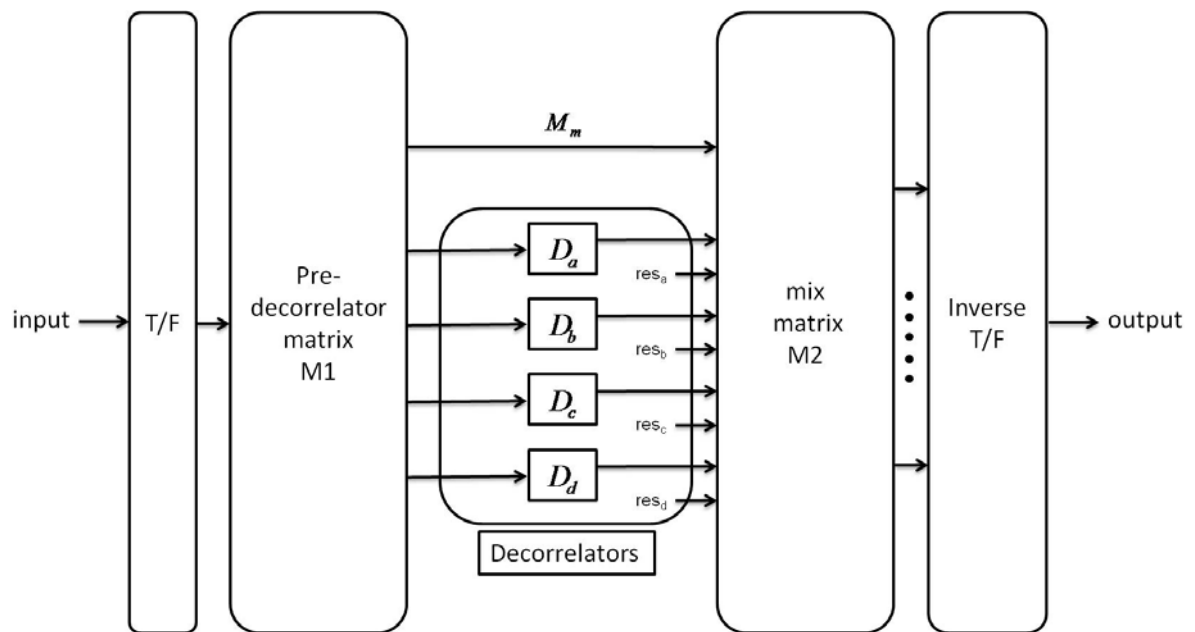 input
T/F
Pre-
decorrelator
matrix
M1
M_m
D_a
res_a
D_b
res_b
D_c
res_c
D_d
res_d
Decorrelators
mix
matrix
M2
Inverse
T/F
output